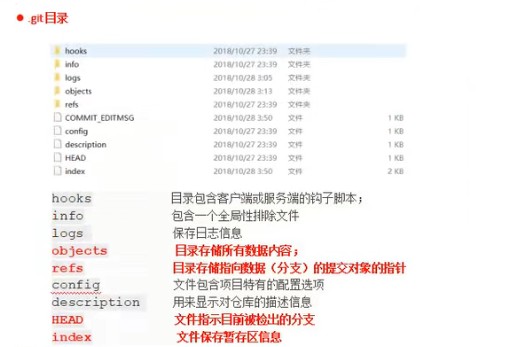 .git目录
hooks 2018/10/27 23:39 文件夹
info 2018/10/27 23:39 文件夹
logs 2018/10/28 3:05 文件夹
objects 2018/10/28 3:13 文件夹
refs 2018/10/27 23:39 文件夹
COMMIT_EDITMSG 2018/10/28 3:50 文件 1 KB
config 2018/10/27 23:39 文件 1 KB
description 2018/10/27 23:39 文件 1 KB
HEAD 2018/10/27 23:39 文件 1 KB
index 2018/10/28 3:50 文件 2 KB
hooks 目录包含客户端或服务端的钩子脚本；
info 包含一个全局性排除文件
logs 保存日志信息
objects 目录存储所有数据内容；
refs 目录存储指向数据（分支）的提交对象的指针
config 文件包含项目特有的配置选项
description 用来显示对仓库的描述信息
HEAD 文件指示目前被检出的分支
index 文件保存暂存区信息